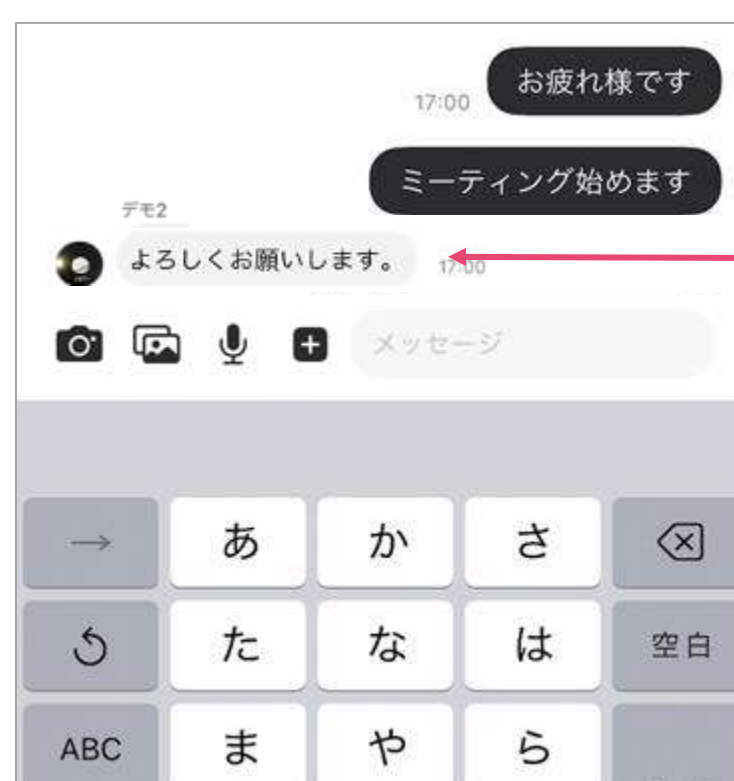 お疲れ様です
17:00
ミーティング始めます
デモ2
よろしくお願いします。
17:00
メッセージ
→ あ か さ
た な は 空白
ABC ま や ら